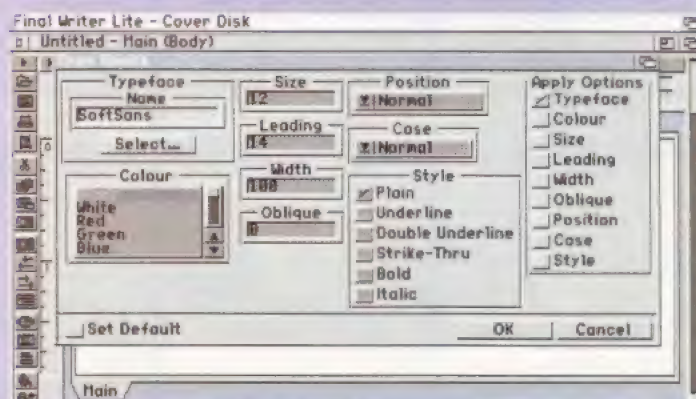 Final Writer Lite - Cover Disk
Untitled - Main (Body)
Typeface
Name
SoftSans
Select...
Colour
White
Red
Green
Blue
Size
12
Leading
14
Width
100
Oblique
0
Position
Normal
Case
Normal
Style
Plain
Underline
Double Underline
Strike-Thru
Bold
Italic
Apply Options
Typeface
Colour
Size
Leading
Width
Oblique
Position
Case
Style
Set Default
OK
Cancel
Main